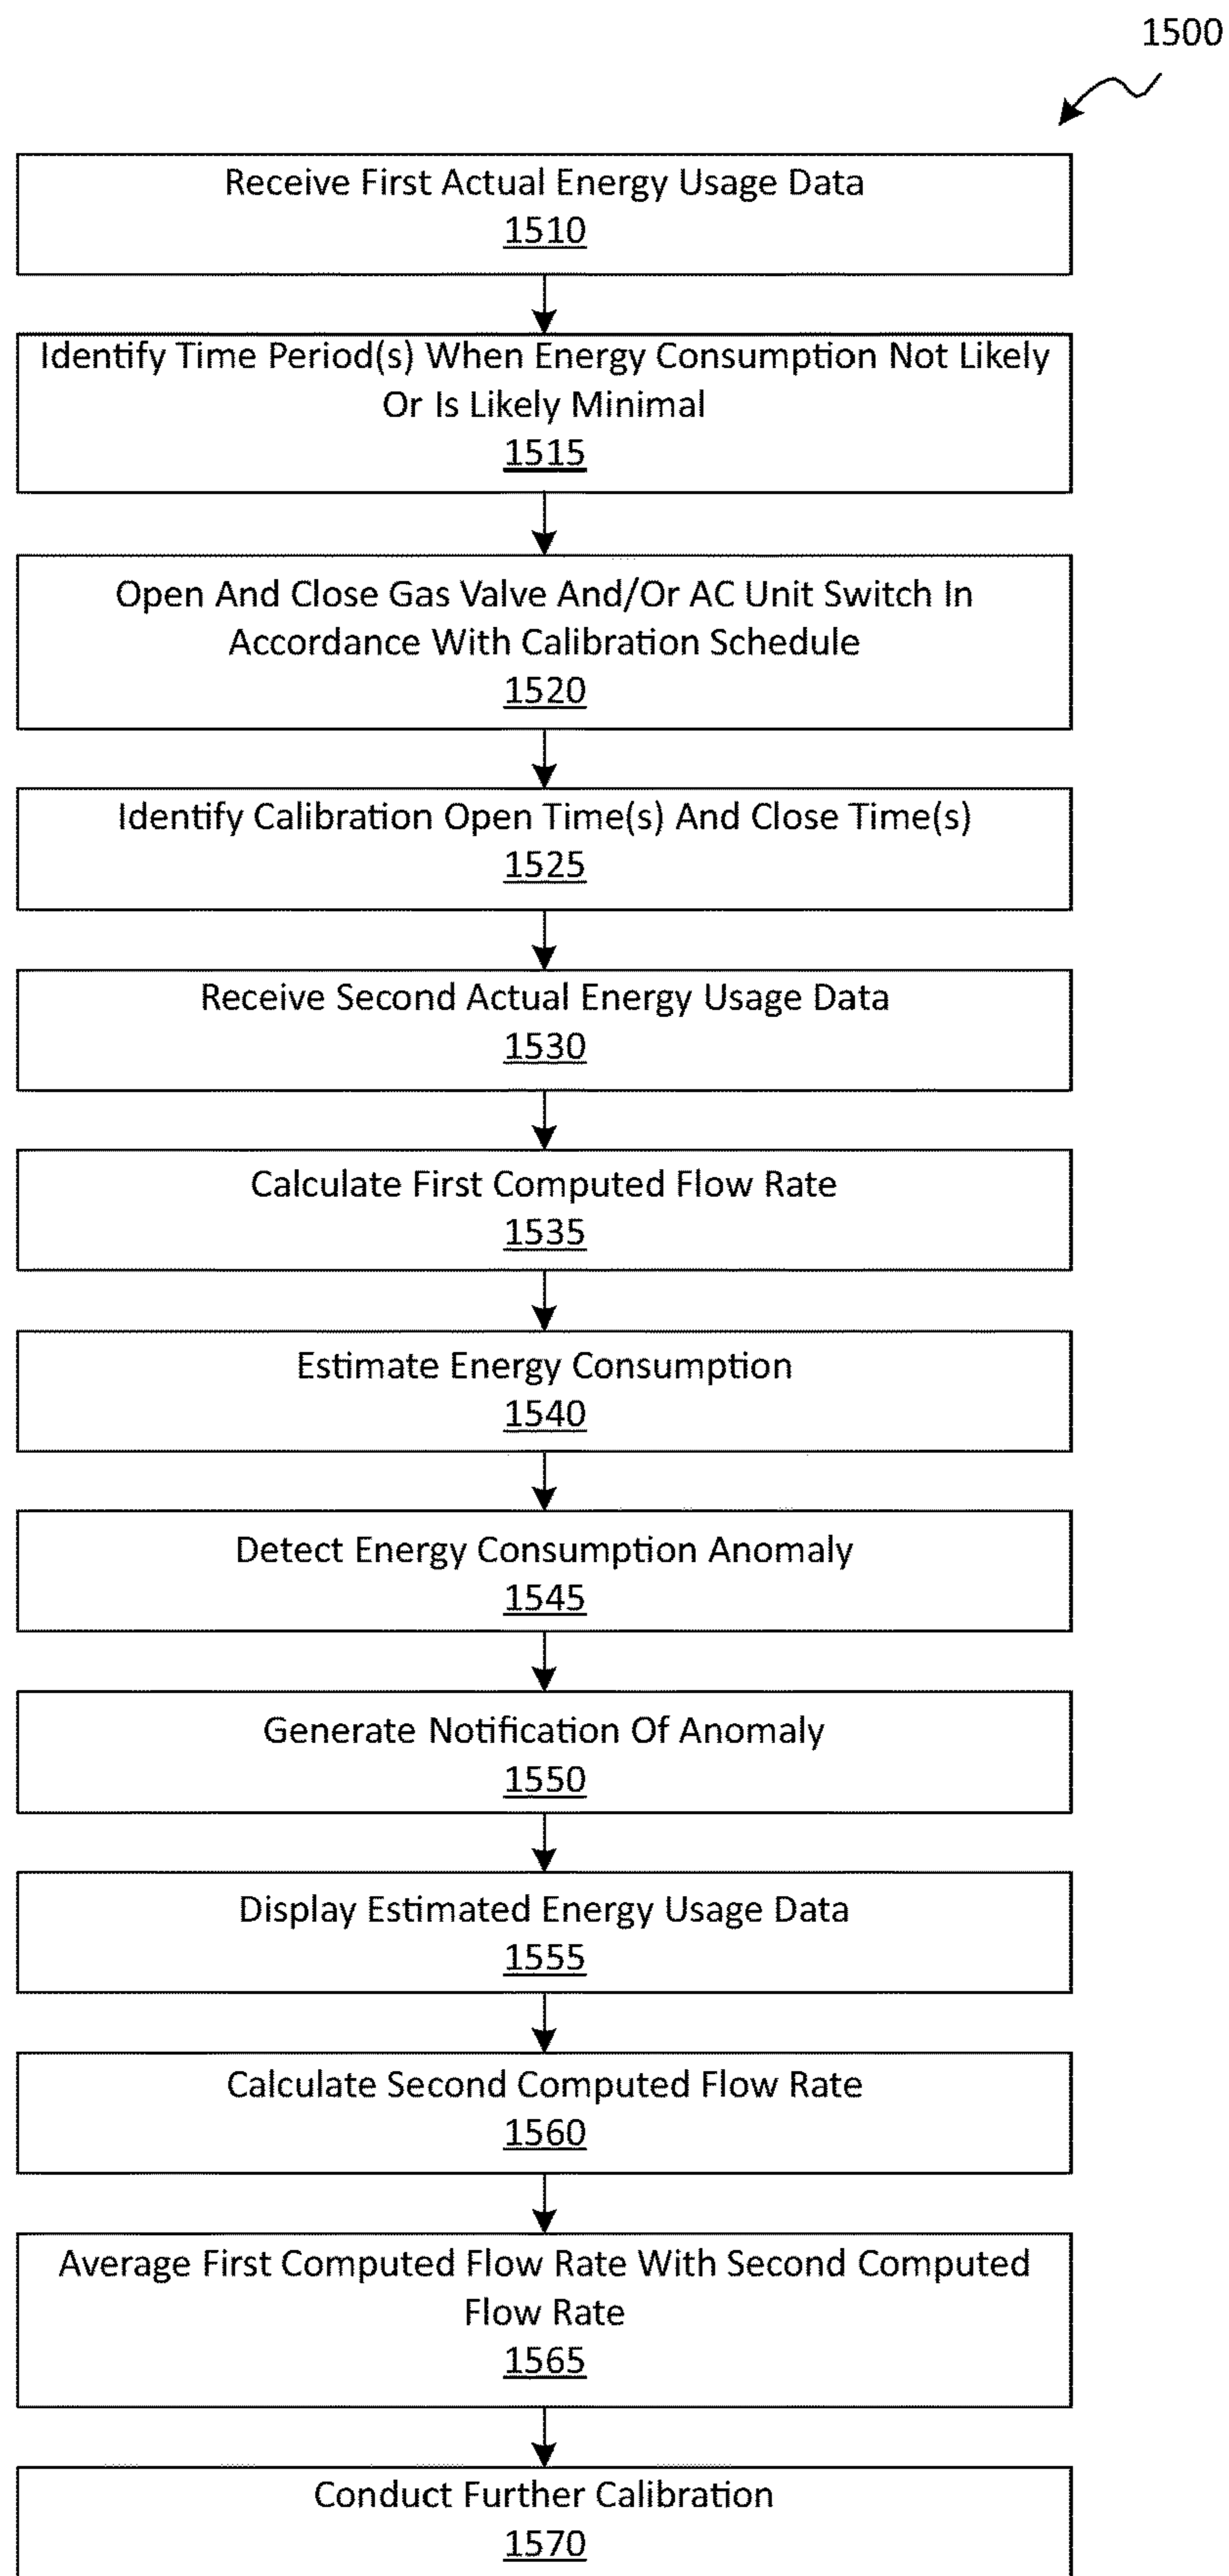 1500
Receive First Actual Energy Usage Data
1510
Identify Time Period(s) When Energy Consumption Not Likely
Or Is Likely Minimal
1515
Open And Close Gas Valve And/Or AC Unit Switch In
Accordance With Calibration Schedule
1520
Identify Calibration Open Time(s) And Close Time(s)
1525
Receive Second Actual Energy Usage Data
1530
Calculate First Computed Flow Rate
1535
Estimate Energy Consumption
1540
Detect Energy Consumption Anomaly
1545
Generate Notification Of Anomaly
1550
Display Estimated Energy Usage Data
1555
Calculate Second Computed Flow Rate
1560
Average First Computed Flow Rate With Second Computed
Flow Rate
1565
Conduct Further Calibration
1570